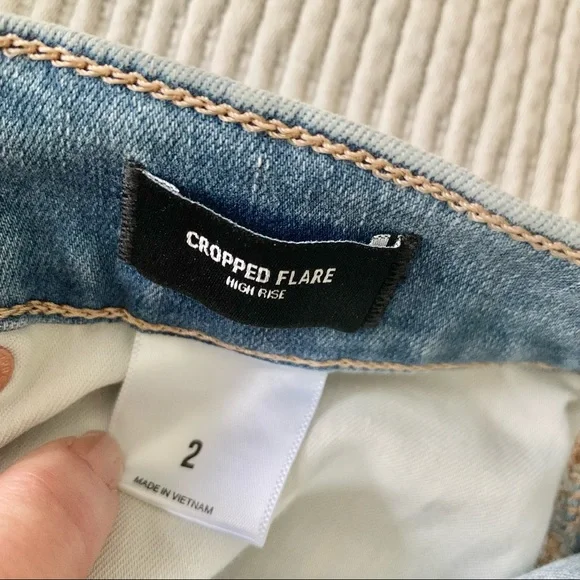 CROPPED FLARE
HIGH RISE
2
MADE IN VIETNAM